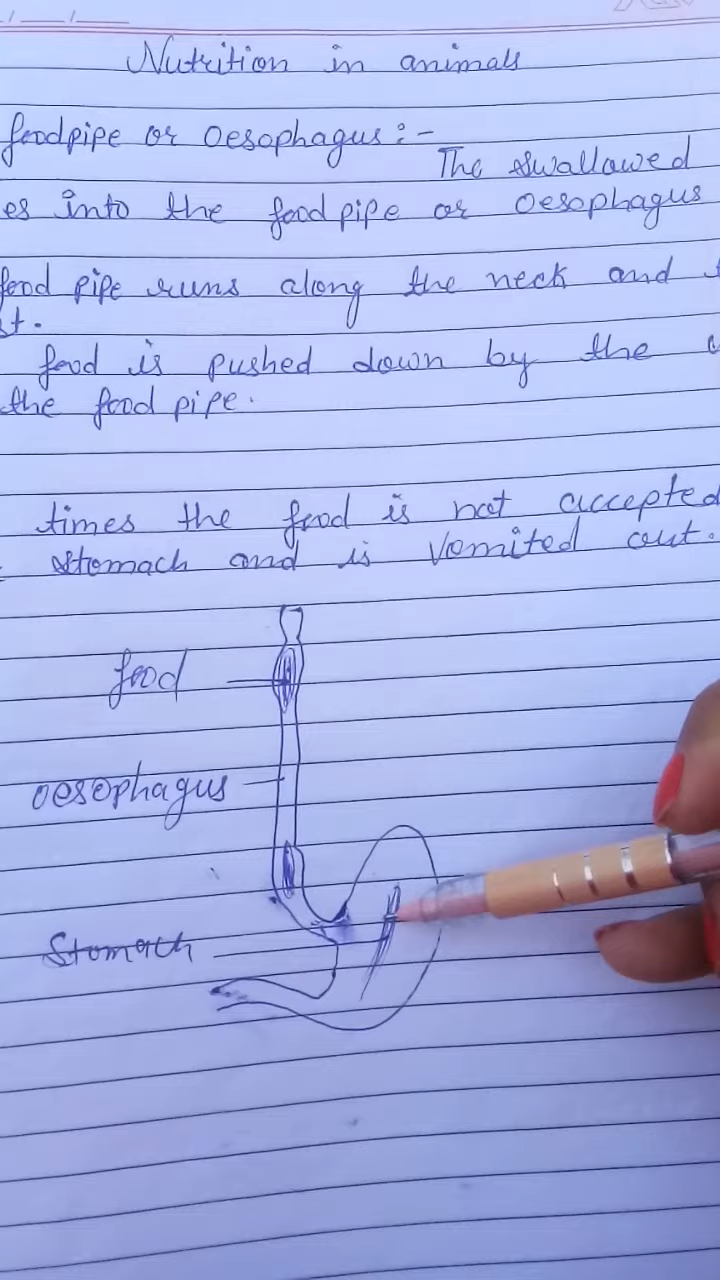 Nutrition in animals
foodpipe or Oesophagus:-
The swallowed
es into the food pipe or Oesophagus
food pipe runs along the neck and
st.
food is pushed down by the
the food pipe.
times the food is not accepted
stomach and is vomited out.
food
oesophagus
Stomach